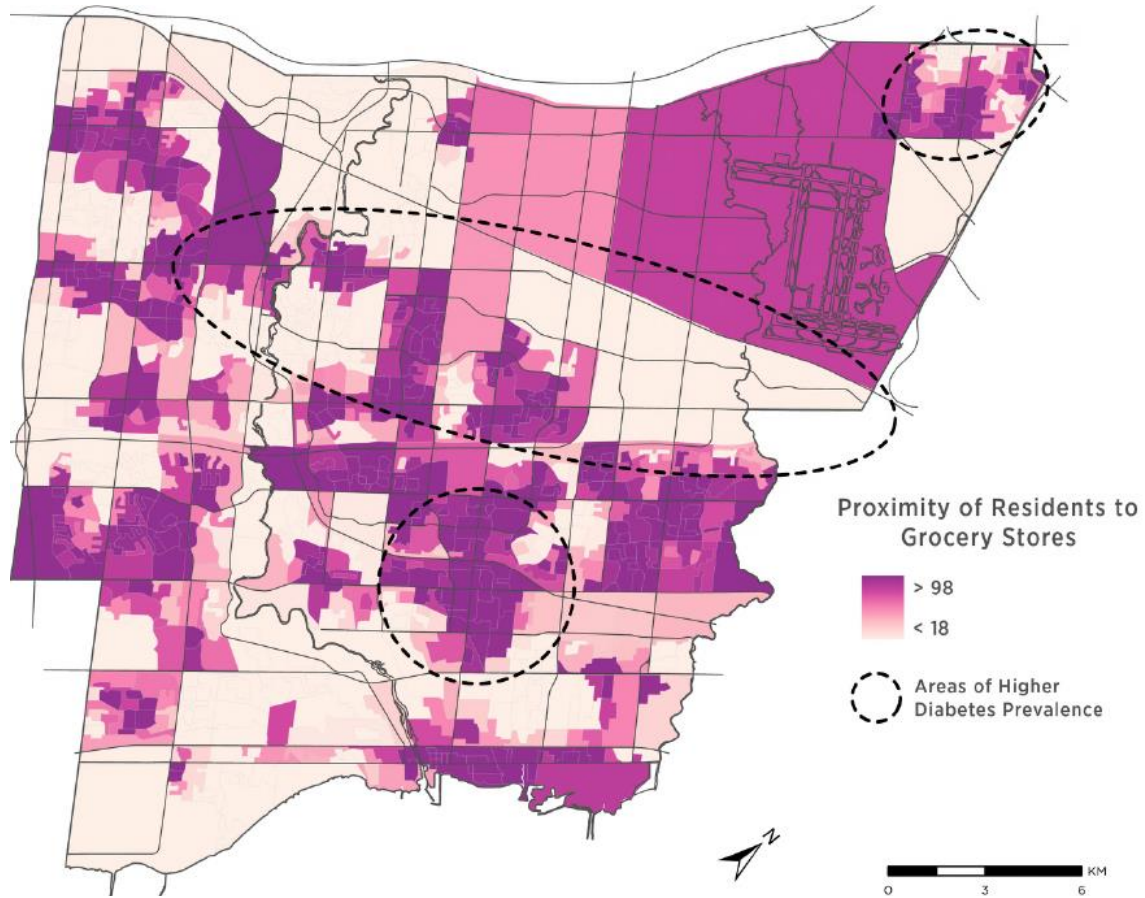 Proximity of Residents to
Grocery Stores
> 98
< 18
Areas of Higher
Diabetes Prevalence
N
KM
0 3 6